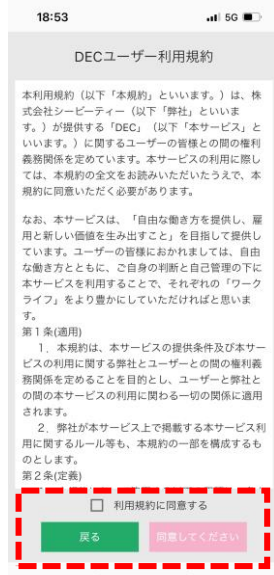 18:53
5G
DECユーザー利用規約
本利用規約（以下「本規約」といいます。）は、株
式会社シービーティー（以下「弊社」といいま
す。）が提供する「DEC」（以下「本サービス」と
いいます。）に関するユーザーの皆様との間の権利
義務関係を定めています。本サービスの利用に際し
ては、本規約の全文をお読みいただいたうえで、本
規約に同意いただく必要があります。
なお、本サービスは、「自由な働き方を提供し、雇
用と新しい価値を生み出すこと」を目指して提供し
ています。ユーザーの皆様におかれましては、自由
な働き方とともに、ご自身の判断と自己管理の下に
本サービスを利用することで、それぞれの「ワーク
ライフ」をより豊かにしていただければと思いま
す。
第１条(適用)
１．本規約は、本サービスの提供条件及び本サー
ビスの利用に関する弊社とユーザーとの間の権利義
務関係を定めることを目的とし、ユーザーと弊社と
の間の本サービスの利用に関わる一切の関係に適用
されます。
２．弊社が本サービス上で掲載する本サービス利
用に関するルール等も、本規約の一部を構成するも
のとします。
第２条(定義)
利用規約に同意する
戻る
同意してください